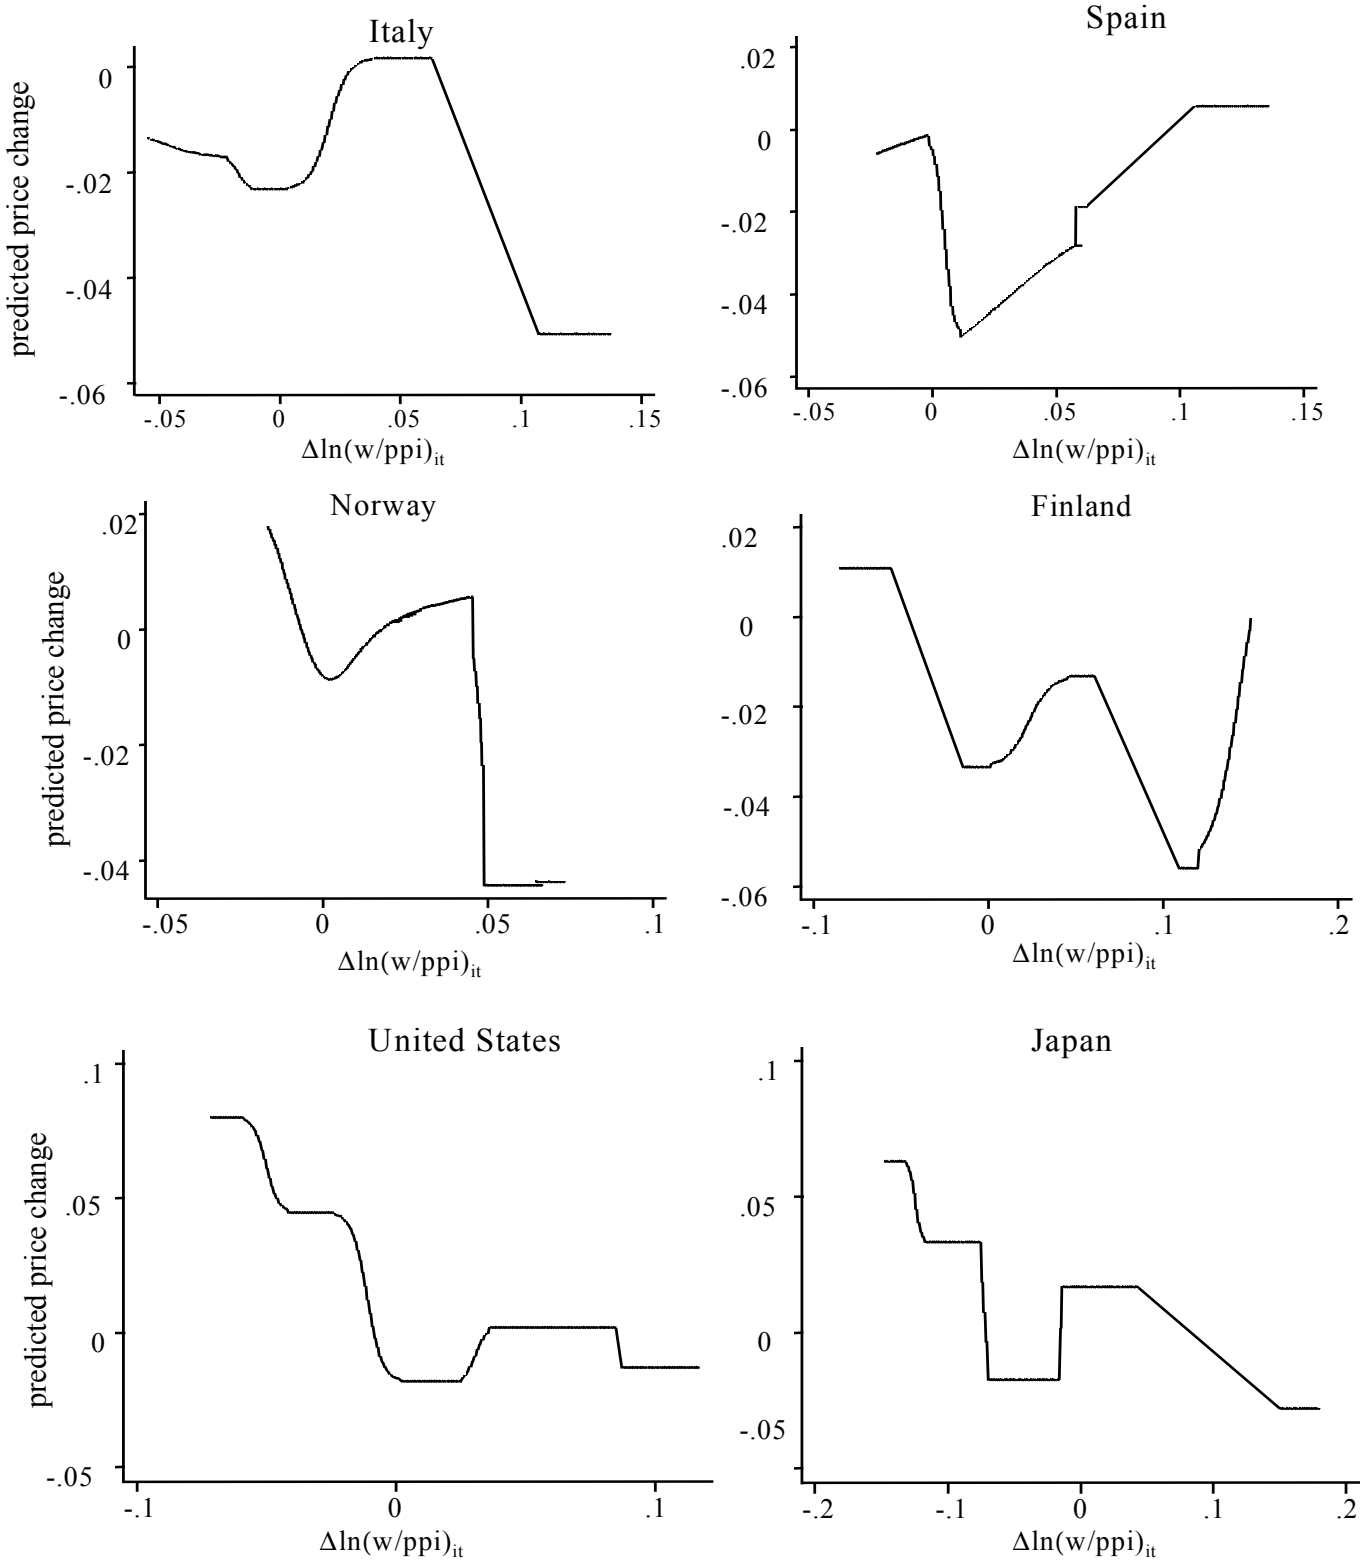 Italy
predicted price change
0
-.02
-.04
-.06
-.05 0 .05 .1 .15
Δln(w/ppi)it
Spain
.02
0
-.02
-.04
-.06
-.05 0 .05 .1 .15
Δln(w/ppi)it
Norway
predicted price change
.02
0
-.02
-.04
-.05 0 .05 .1
Δln(w/ppi)it
Finland
.02
0
-.02
-.04
-.06
-.1 0 .1 .2
Δln(w/ppi)it
United States
predicted price change
.1
.05
0
-.05
-.1 0 .1
Δln(w/ppi)it
Japan
.1
.05
0
-.05
-.2 -.1 0 .1 .2
Δln(w/ppi)it